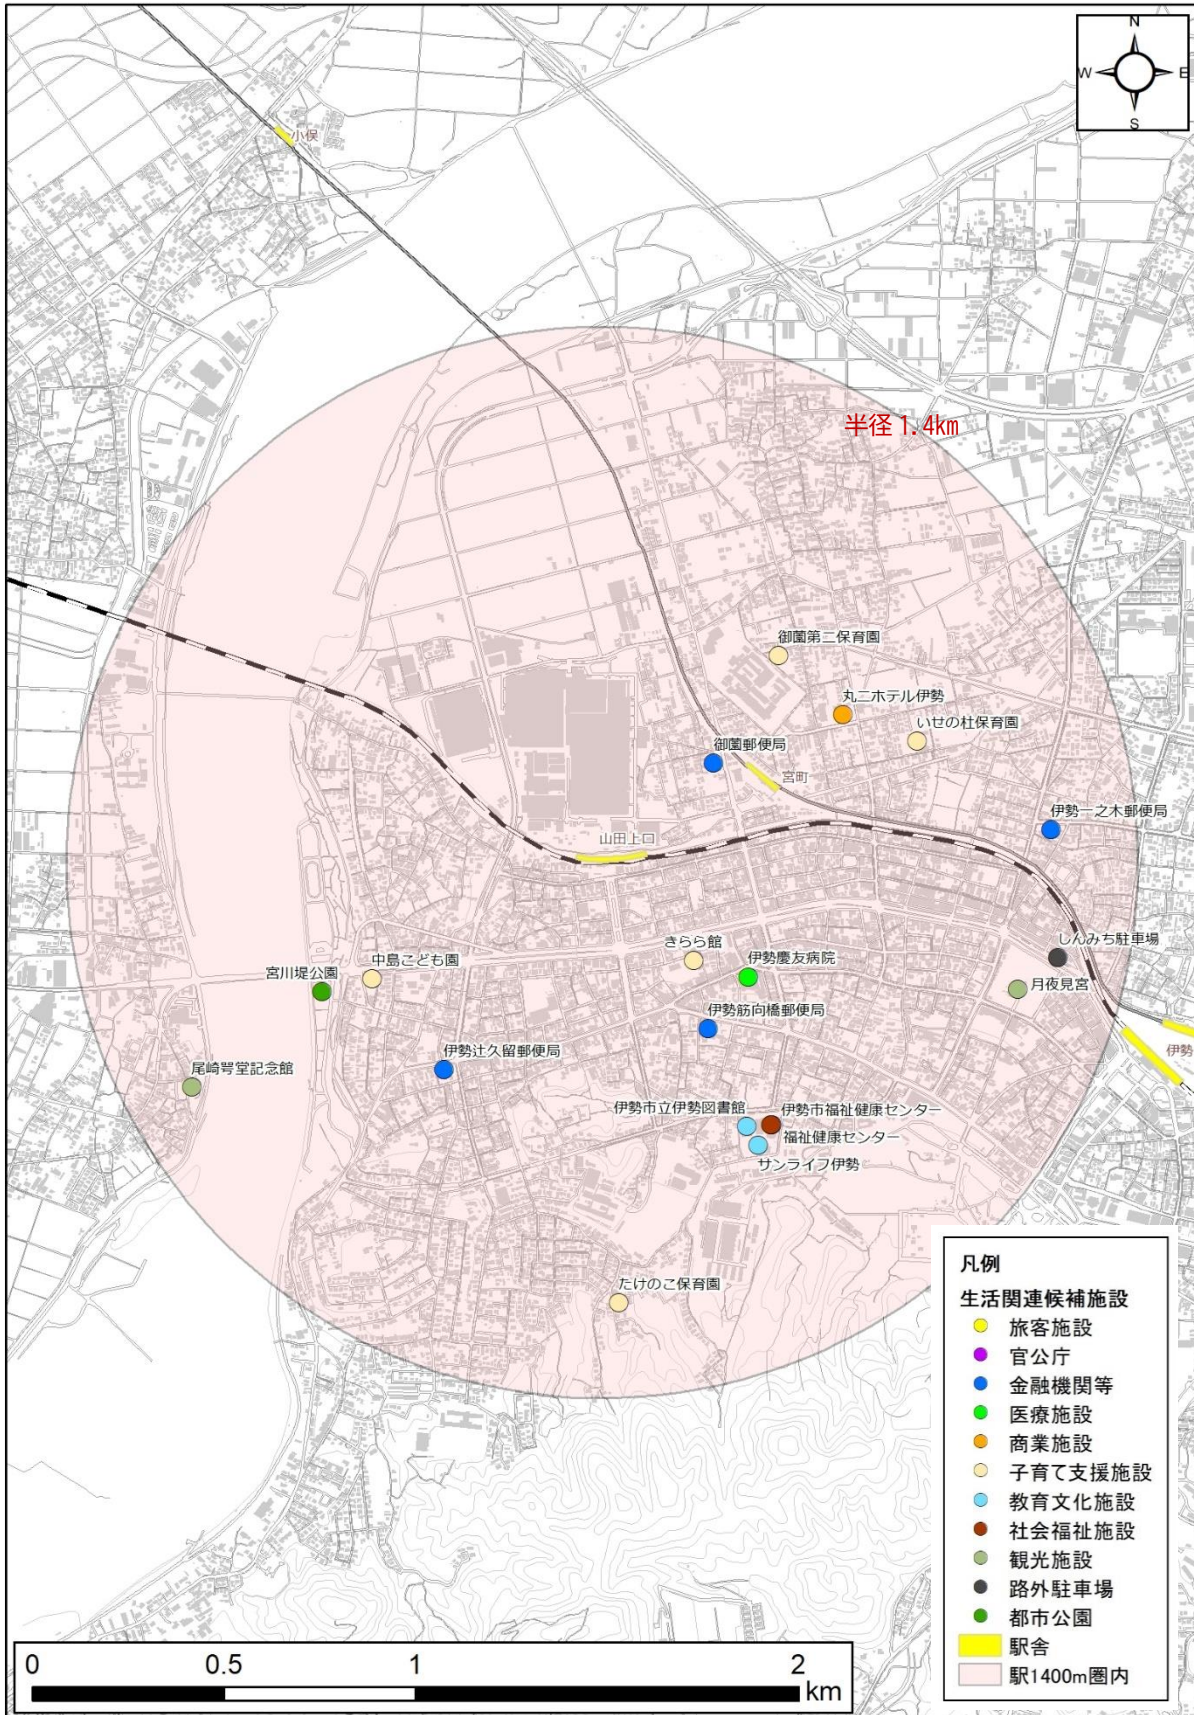 N
W
E
S
小俣
半径 1.4km
御薗第二保育園
丸二ホテル伊勢
いせの杜保育園
御薗郵便局
宮町
伊勢一之木郵便局
山田上口
きらら館
しんみち駐車場
伊勢慶友病院
宮川堤公園
中島こども園
月夜見宮
伊勢筋向橋郵便局
伊勢
伊勢辻久留郵便局
尾崎咢堂記念館
伊勢市立伊勢図書館
伊勢市福祉健康センター
福祉健康センター
サンライフ伊勢
たけのこ保育園
凡例
生活関連候補施設
旅客施設
官公庁
金融機関等
医療施設
商業施設
子育て支援施設
教育文化施設
社会福祉施設
観光施設
路外駐車場
都市公園
駅舎
駅1400m圏内
0 0.5 1 2
km